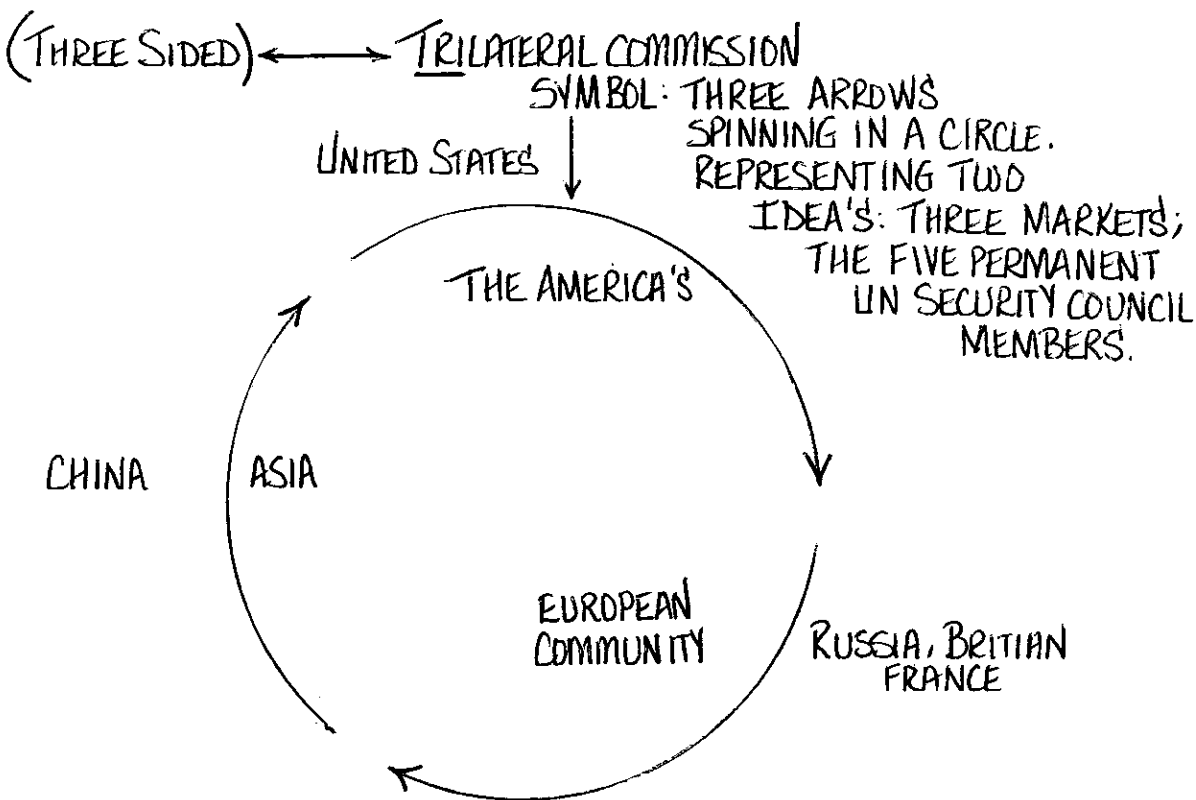 (THREE SIDED) TRILATERAL COMMISSION
SYMBOL: THREE ARROWS
SPINNING IN A CIRCLE.
REPRESENTING TWO
IDEA'S: THREE MARKETS;
THE FIVE PERMANENT
UN SECURITY COUNCIL
MEMBERS.
UNITED STATES
THE AMERICA'S
CHINA
ASIA
EUROPEAN
COMMUNITY
RUSSIA, BRITIAN
FRANCE